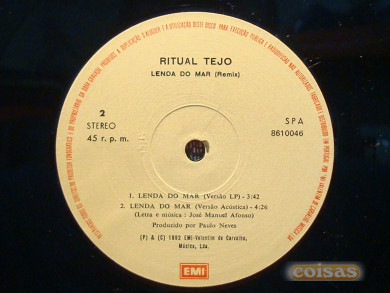 RITUAL TEJO
LENDA DO MAR (Remix)
2
STEREO
45 r. p. m.
SPA
8610046
1. LENDA DO MAR (Versão LP) - 3:42
2. LENDA DO MAR (Versão Acústica) - 4:26
(Letra e música : José Manuel Afonso)
Produzido por Paulo Neves
(P) & (C) 1992 EMI-Valentim de Carvalho,
Música, Lda.
EMI
coisas